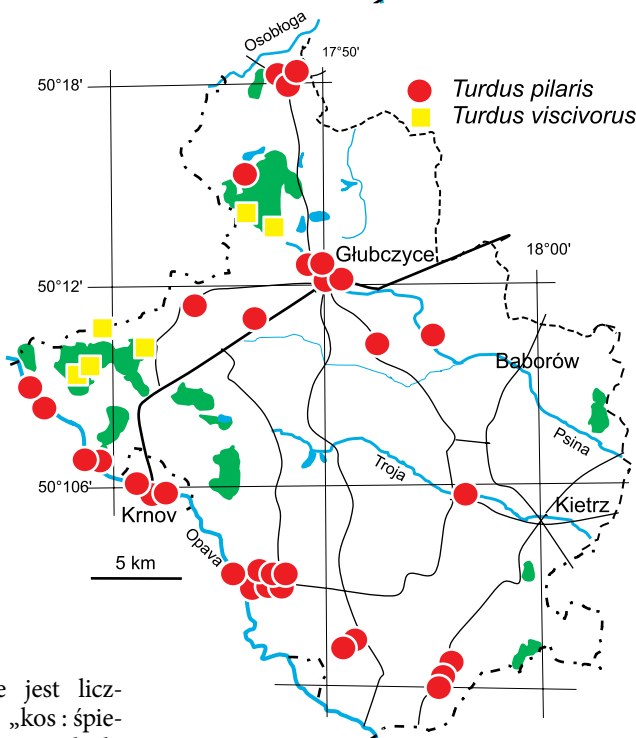 Osobłoga
17°50'
50°18'
Turdus pilaris
Turdus viscivorus
Głubczyce
18°00'
50°12'
Baborów
Psina
Troja
50°106'
Kietrz
Krnov
Opava
5 km
e jest licz-
„kos : śpie-